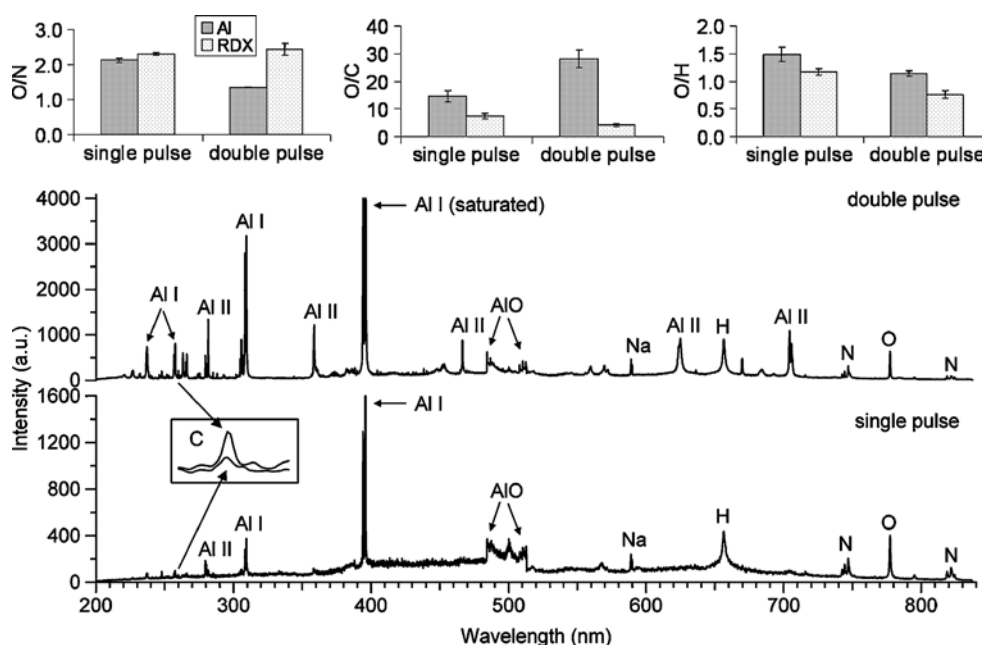 O/N
3.0
2.0
1.0
0.0
Al
RDX
single pulse double pulse
O/C
40
30
20
10
0
single pulse double pulse
O/H
2.0
1.5
1.0
0.5
0.0
single pulse double pulse
Intensity (a.u.)
4000
3000
2000
1000
0
double pulse
Al I
Al II
Al I
Al II
Al I (saturated)
Al II
AlO
Na
Al II
H
Al II
N
O
N
1600
1200
800
400
0
single pulse
C
Al II
Al I
Al I
AlO
Na
H
N
O
N
200 300 400 500 600 700 800
Wavelength (nm)